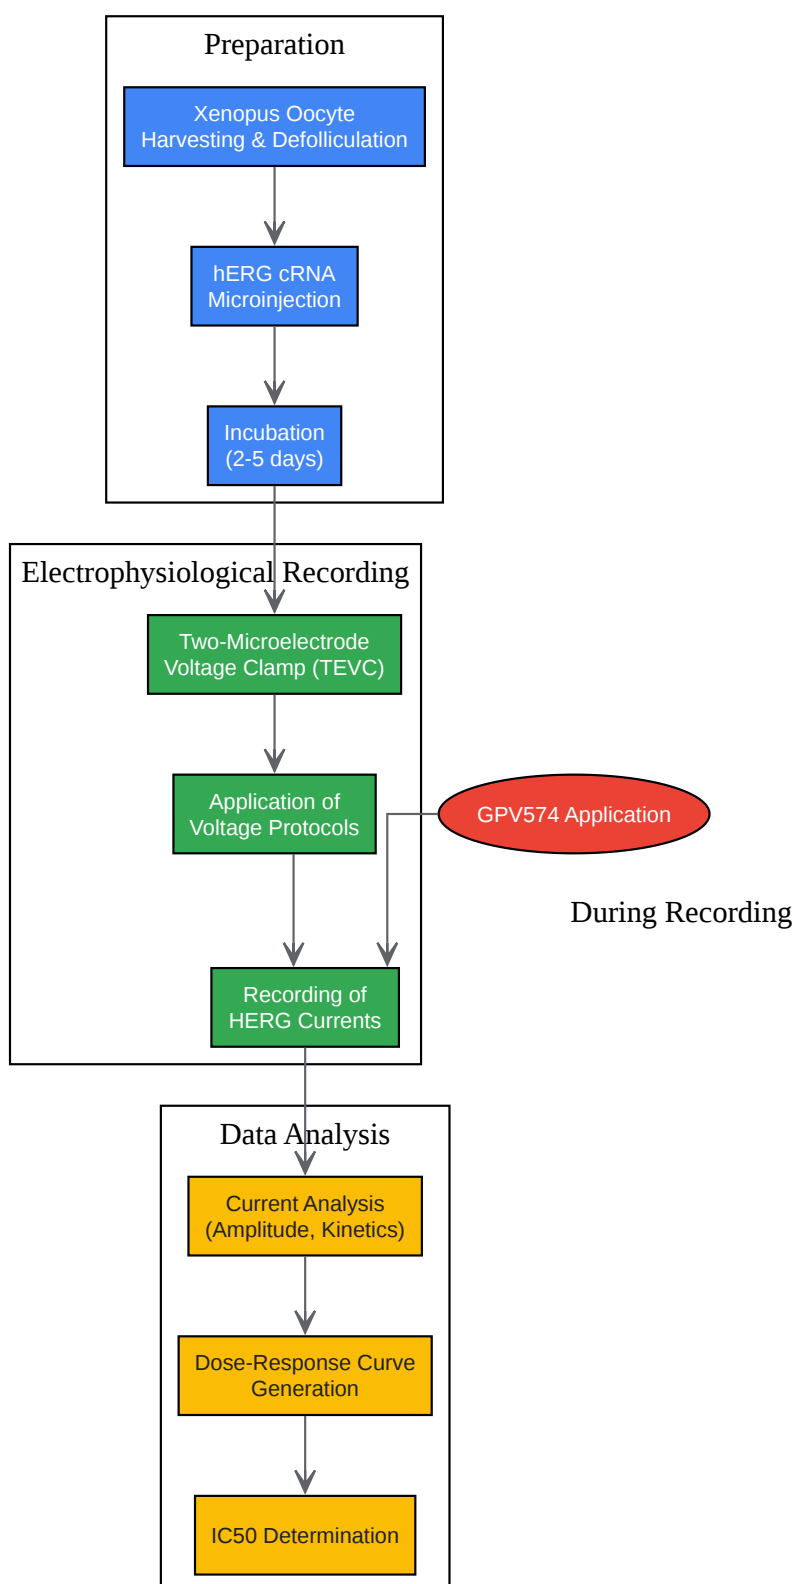 Preparation
Xenopus Oocyte
Harvesting & Defolliculation
hERG cRNA
Microinjection
Incubation
(2-5 days)
Electrophysiological Recording
Two-Microelectrode
Voltage Clamp (TEVC)
Application of
Voltage Protocols
GPV574 Application
During Recording
Recording of
HERG Currents
Data Analysis
Current Analysis
(Amplitude, Kinetics)
Dose-Response Curve
Generation
IC50 Determination